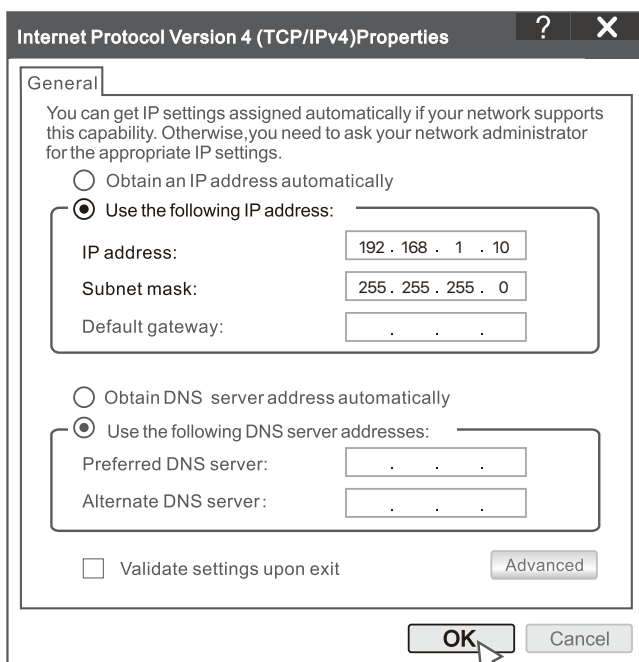 Internet Protocol Version 4 (TCP/IPv4)Properties ? X
General
You can get IP settings assigned automatically if your network supports
this capability. Otherwise,you need to ask your network administrator
for the appropriate IP settings.
Obtain an IP address automatically
Use the following IP address:
IP address: 192 . 168 . 1 . 10
Subnet mask: 255 . 255 . 255 . 0
Default gateway: . . .
Obtain DNS server address automatically
Use the following DNS server addresses:
Preferred DNS server: . . .
Alternate DNS server: . . .
Validate settings upon exit Advanced
OK Cancel